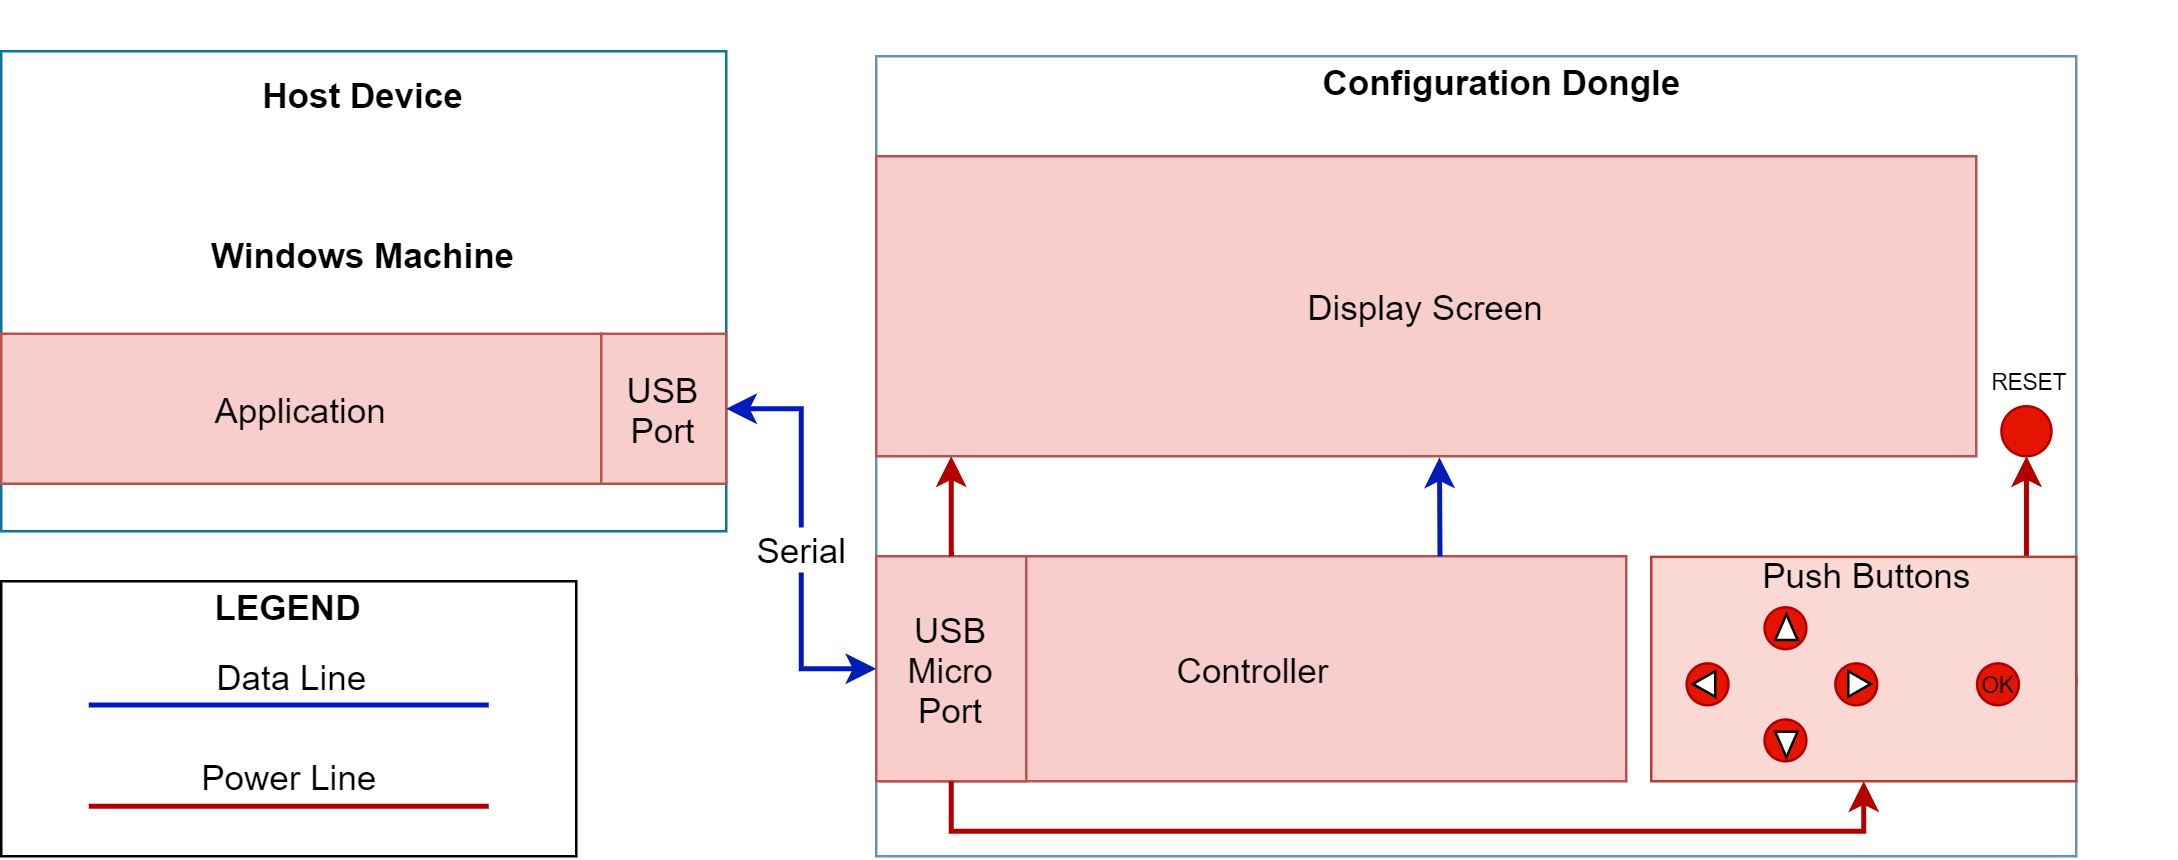 Host Device
Windows Machine
Application
USB
Port
Serial
LEGEND
Data Line
Power Line
Configuration Dongle
Display Screen
RESET
USB
Micro
Port
Controller
Push Buttons
OK